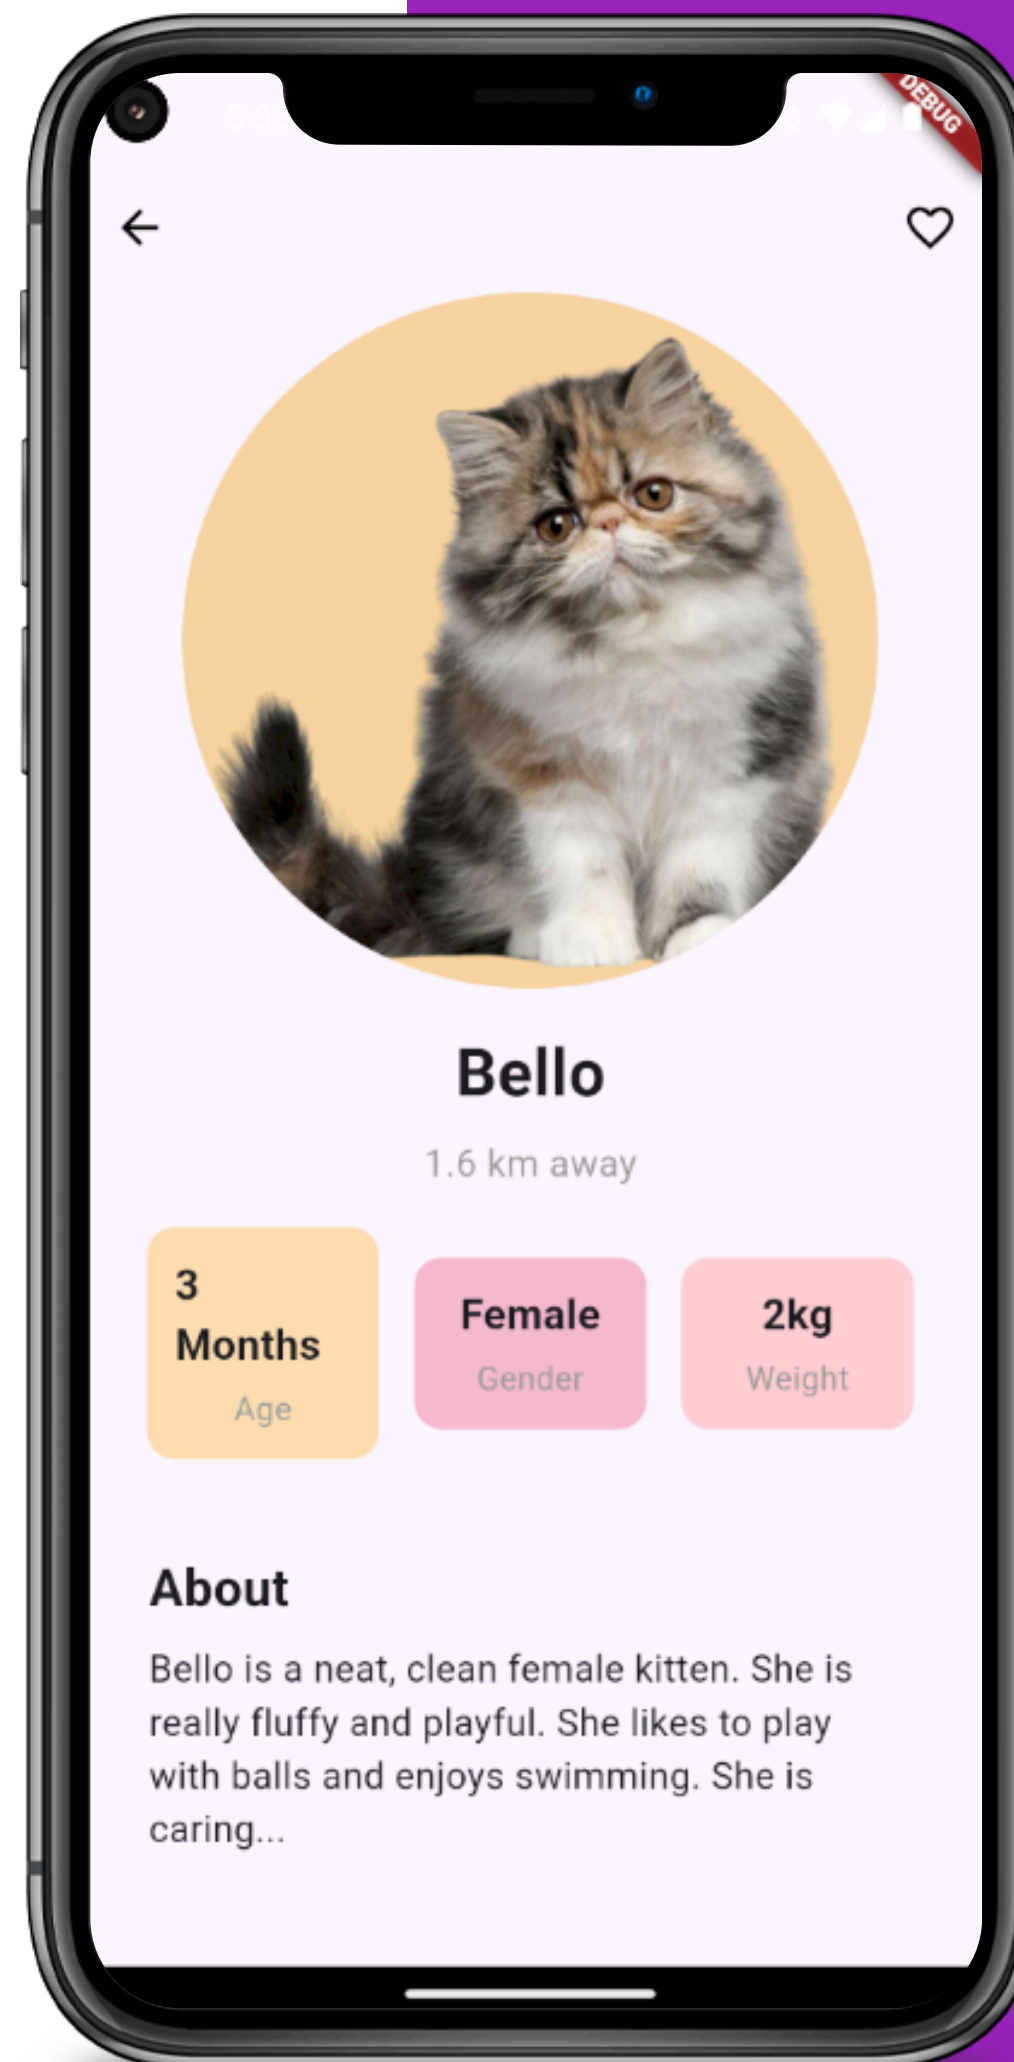 DEBUG
Bello
1.6 km away
3
Months
Age
Female
Gender
2kg
Weight
About
Bello is a neat, clean female kitten. She is
really fluffy and playful. She likes to play
with balls and enjoys swimming. She is
caring...